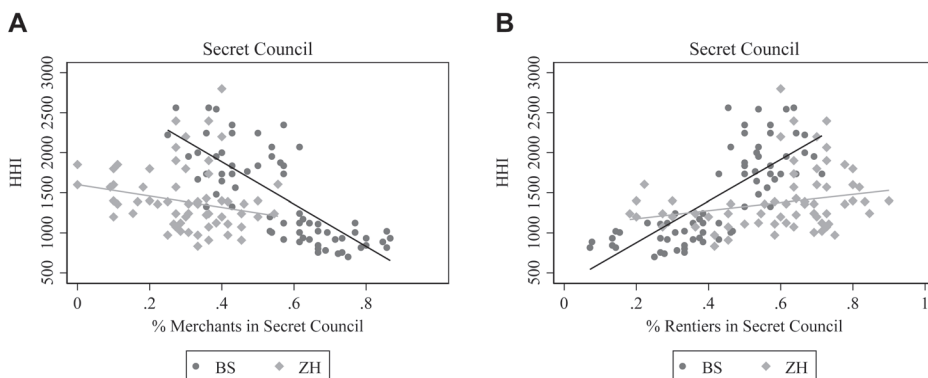 A
Secret Council
HHI
3000
2500
2000
1500
1000
500
0 .2 .4 .6 .8
% Merchants in Secret Council
BS ZH
B
Secret Council
HHI
3000
2500
2000
1500
1000
500
0 .2 .4 .6 .8 1
% Rentiers in Secret Council
BS ZH